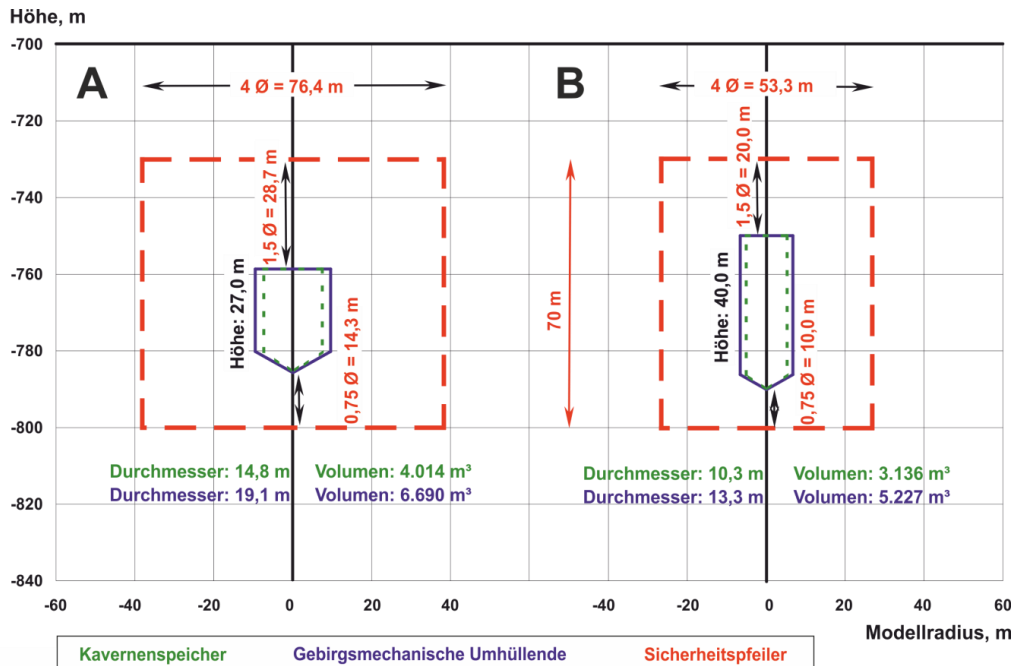 Höhe, m
-700
A
4 Ø = 76,4 m
B
4 Ø = 53,3 m
-720
1,5 Ø = 28,7 m
1,5 Ø = 20,0 m
-740
-760
Höhe: 27,0 m
Höhe: 40,0 m
70 m
-780
0,75 Ø = 14,3 m
0,75 Ø = 10,0 m
-800
Durchmesser: 14,8 m Volumen: 4.014 m³
Durchmesser: 19,1 m Volumen: 6.690 m³
Durchmesser: 10,3 m Volumen: 3.136 m³
Durchmesser: 13,3 m Volumen: 5.227 m³
-820
-840
-60 -40 -20 0 20 40 -40 -20 0 20 40 60
Modellradius, m
Kavernenspeicher Gebirgsmechanische Umhüllende Sicherheitspfeiler